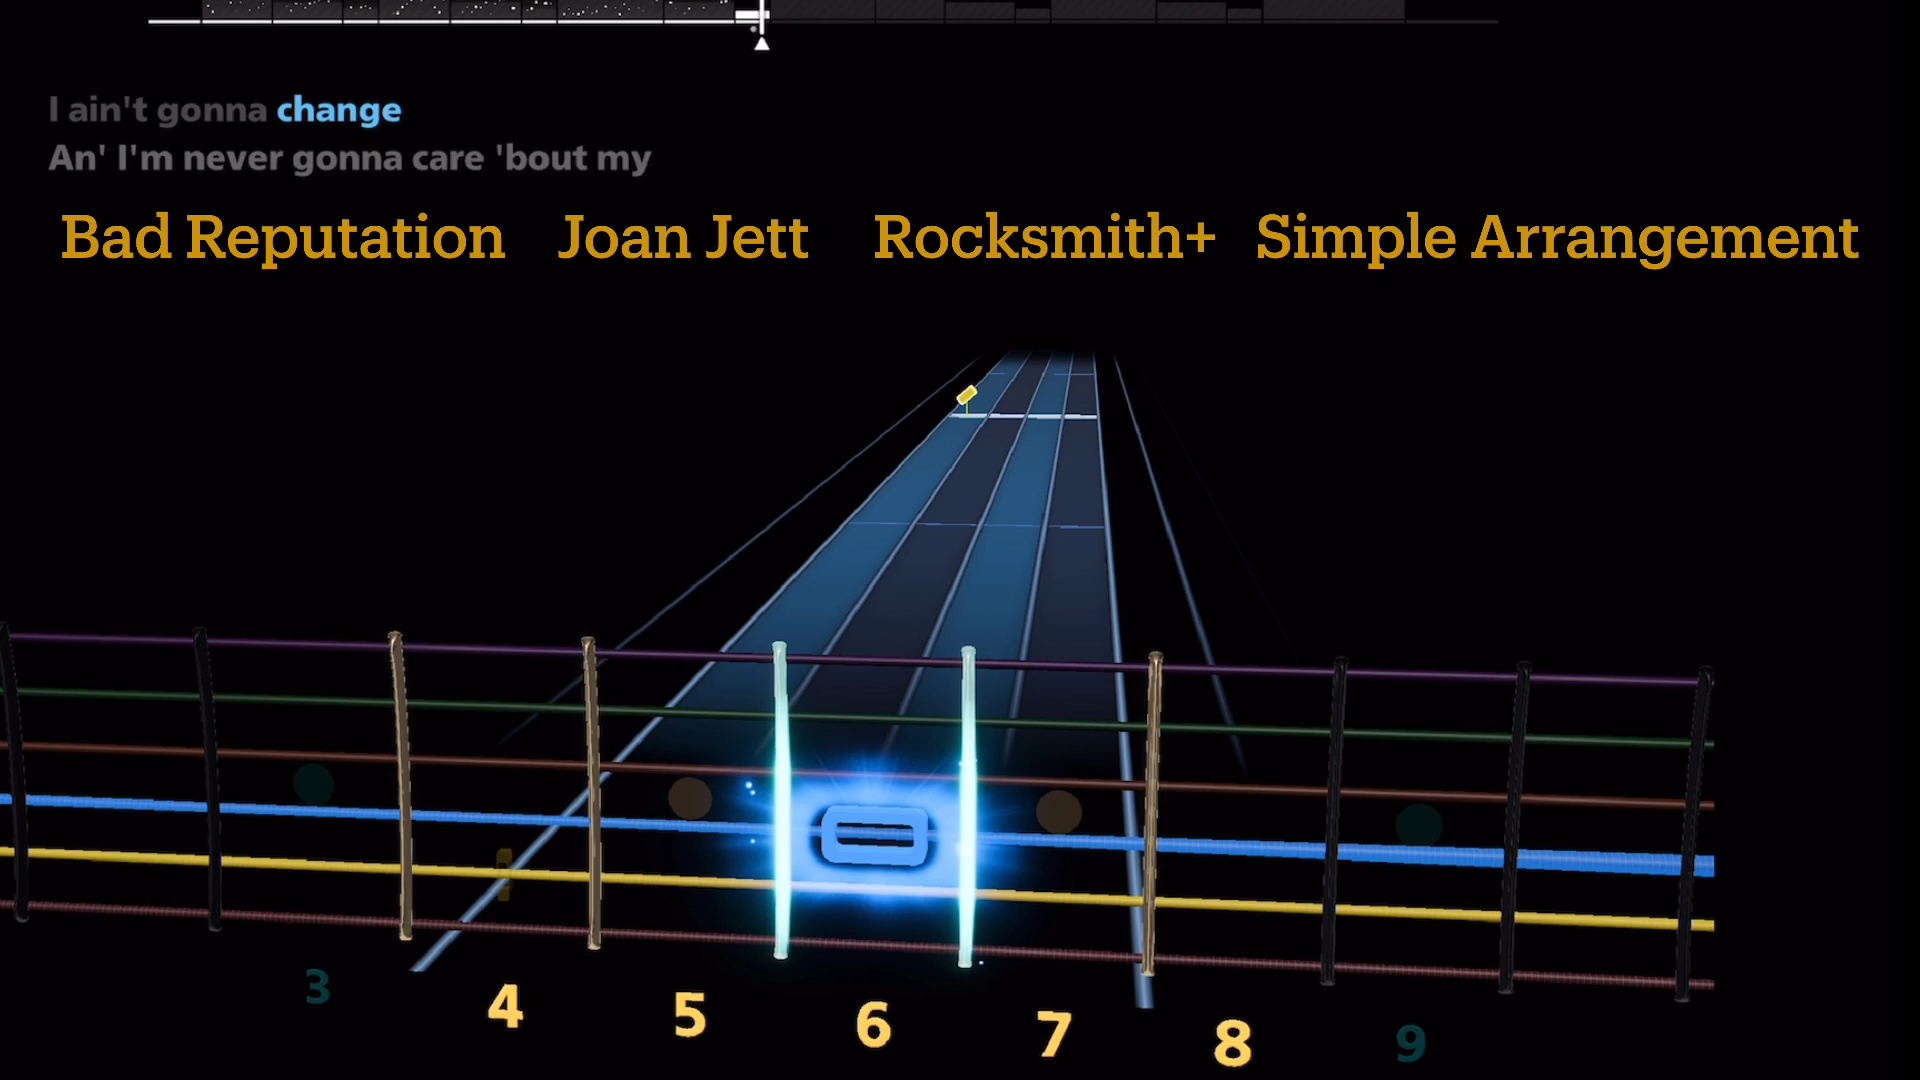 I ain't gonna change
An' I'm never gonna care 'bout my
Bad Reputation Joan Jett Rocksmith+ Simple Arrangement
3 4 5 6 7 8 9